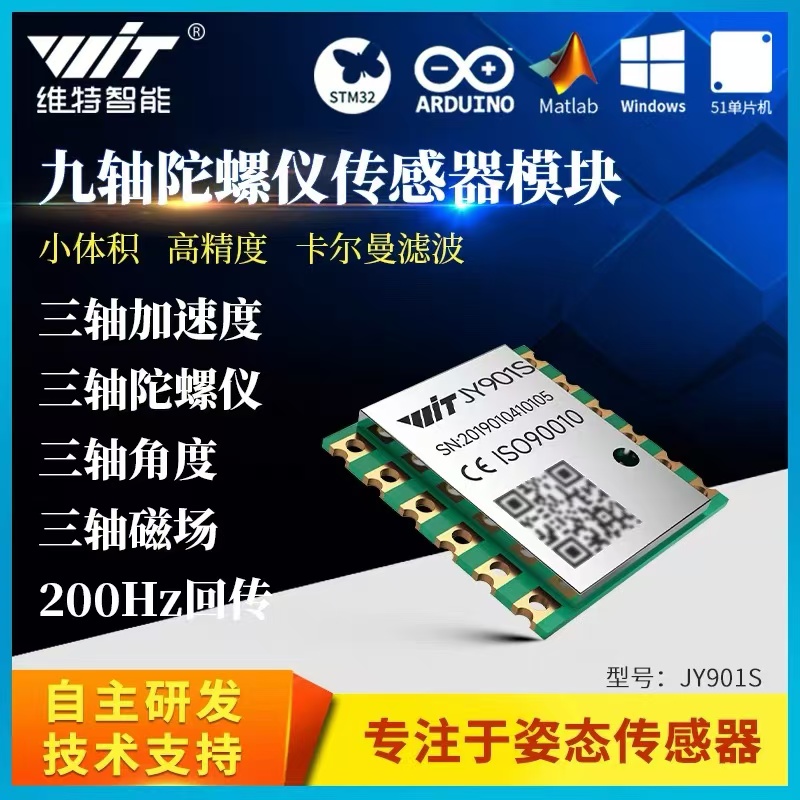 WIT®
维特智能
STM32
ARDUINO
Matlab
Windows
51单片机
九轴陀螺仪传感器模块
小体积 高精度 卡尔曼滤波
三轴加速度
三轴陀螺仪
三轴角度
三轴磁场
200Hz回传
WIT JY901S
SN:2019010410105
CE ISO90010
型号：JY901S
自主研发
技术支持
专注于姿态传感器